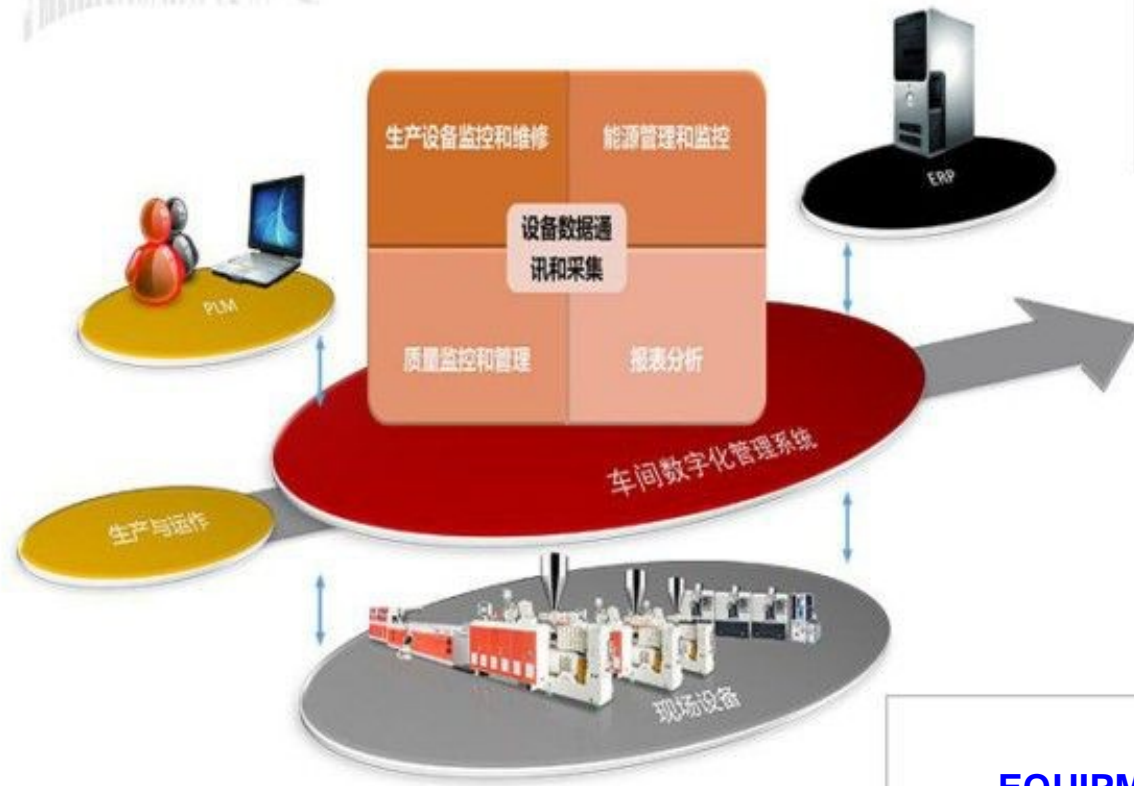 生产设备监控和维修
能源管理和监控
ERP
设备数据通
讯和采集
PLM
质量监控和管理
报表分析
车间数字化管理系统
生产与运作
现场设备